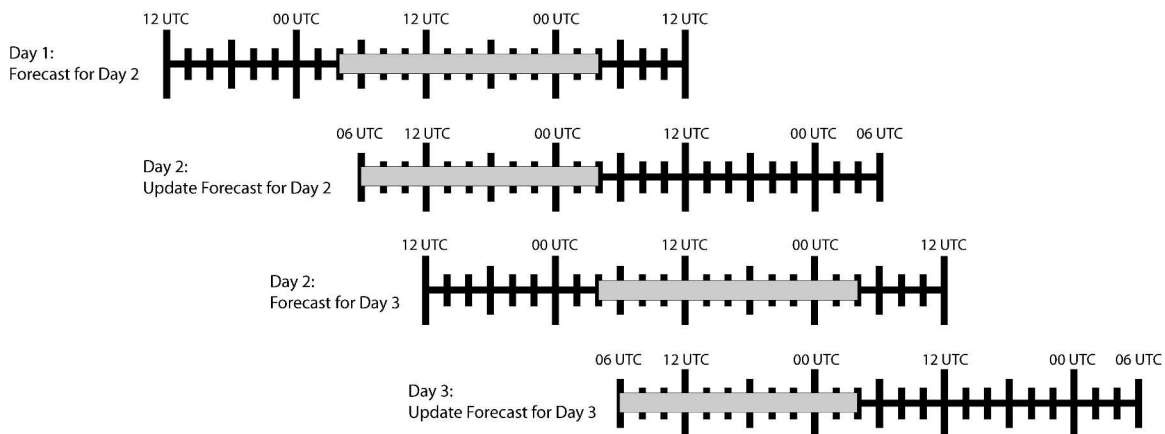 12 UTC 00 UTC 12 UTC 00 UTC 12 UTC
Day 1:
Forecast for Day 2
06 UTC 12 UTC 00 UTC 12 UTC 00 UTC 06 UTC
Day 2:
Update Forecast for Day 2
12 UTC 00 UTC 12 UTC 00 UTC 12 UTC
Day 2:
Forecast for Day 3
06 UTC 12 UTC 00 UTC 12 UTC 00 UTC 06 UTC
Day 3:
Update Forecast for Day 3